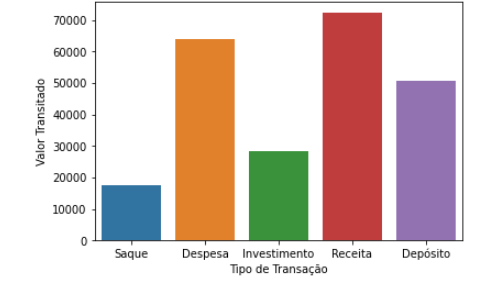 70000
60000
50000
40000
30000
20000
10000
0
Valor Transitado
Saque Despesa Investimento Receita Depósito
Tipo de Transação